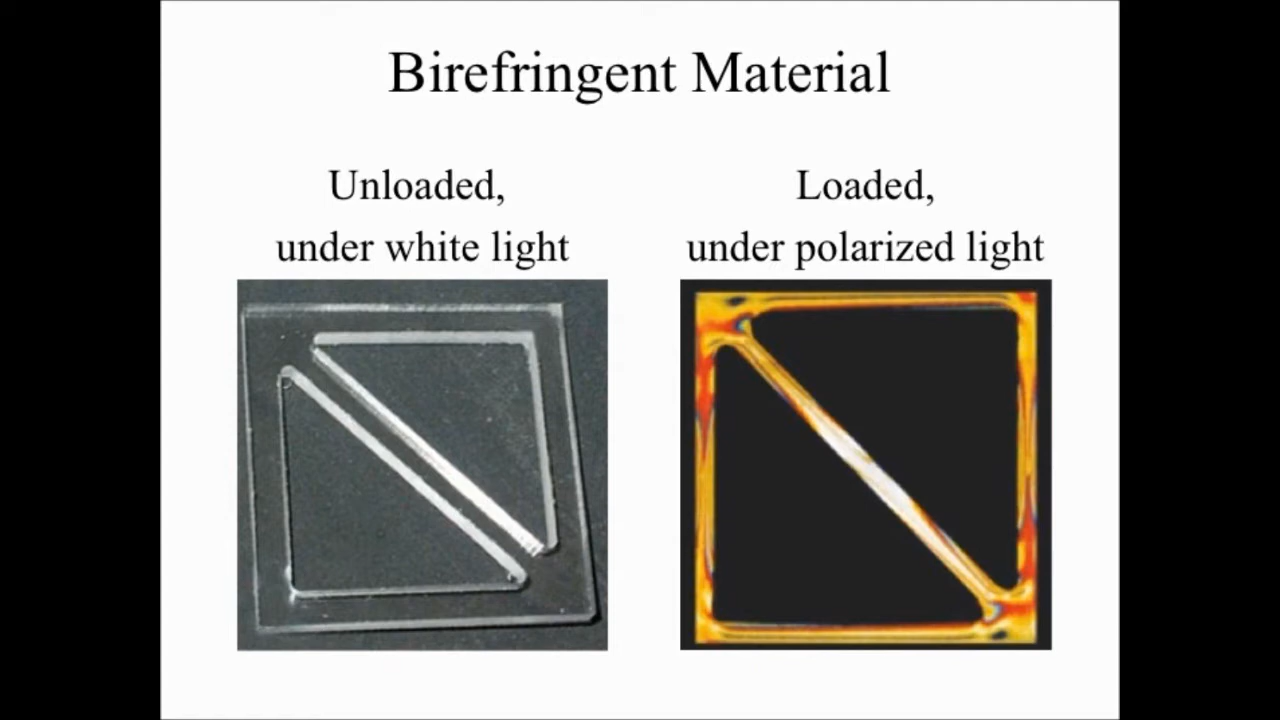 Birefringent Material
Unloaded,
under white light
Loaded,
under polarized light